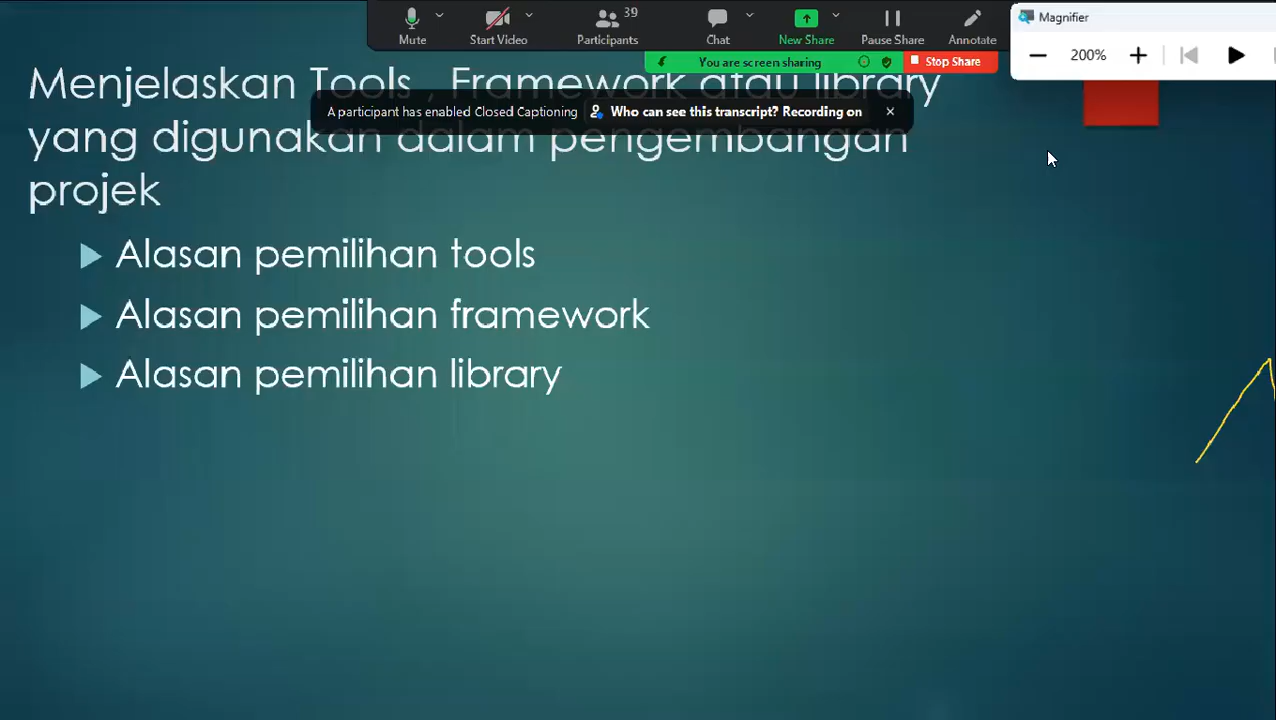 39
Magnifier
Mute
Start Video
Participants
Chat
New Share
Pause Share
Annotate
200%
You are screen sharing
Stop Share
Menjelaskan Tools , Framework atau library
A participant has enabled Closed Captioning
Who can see this transcript? Recording on
yang digunakan dalam pengembangan
projek
Alasan pemilihan tools
Alasan pemilihan framework
Alasan pemilihan library